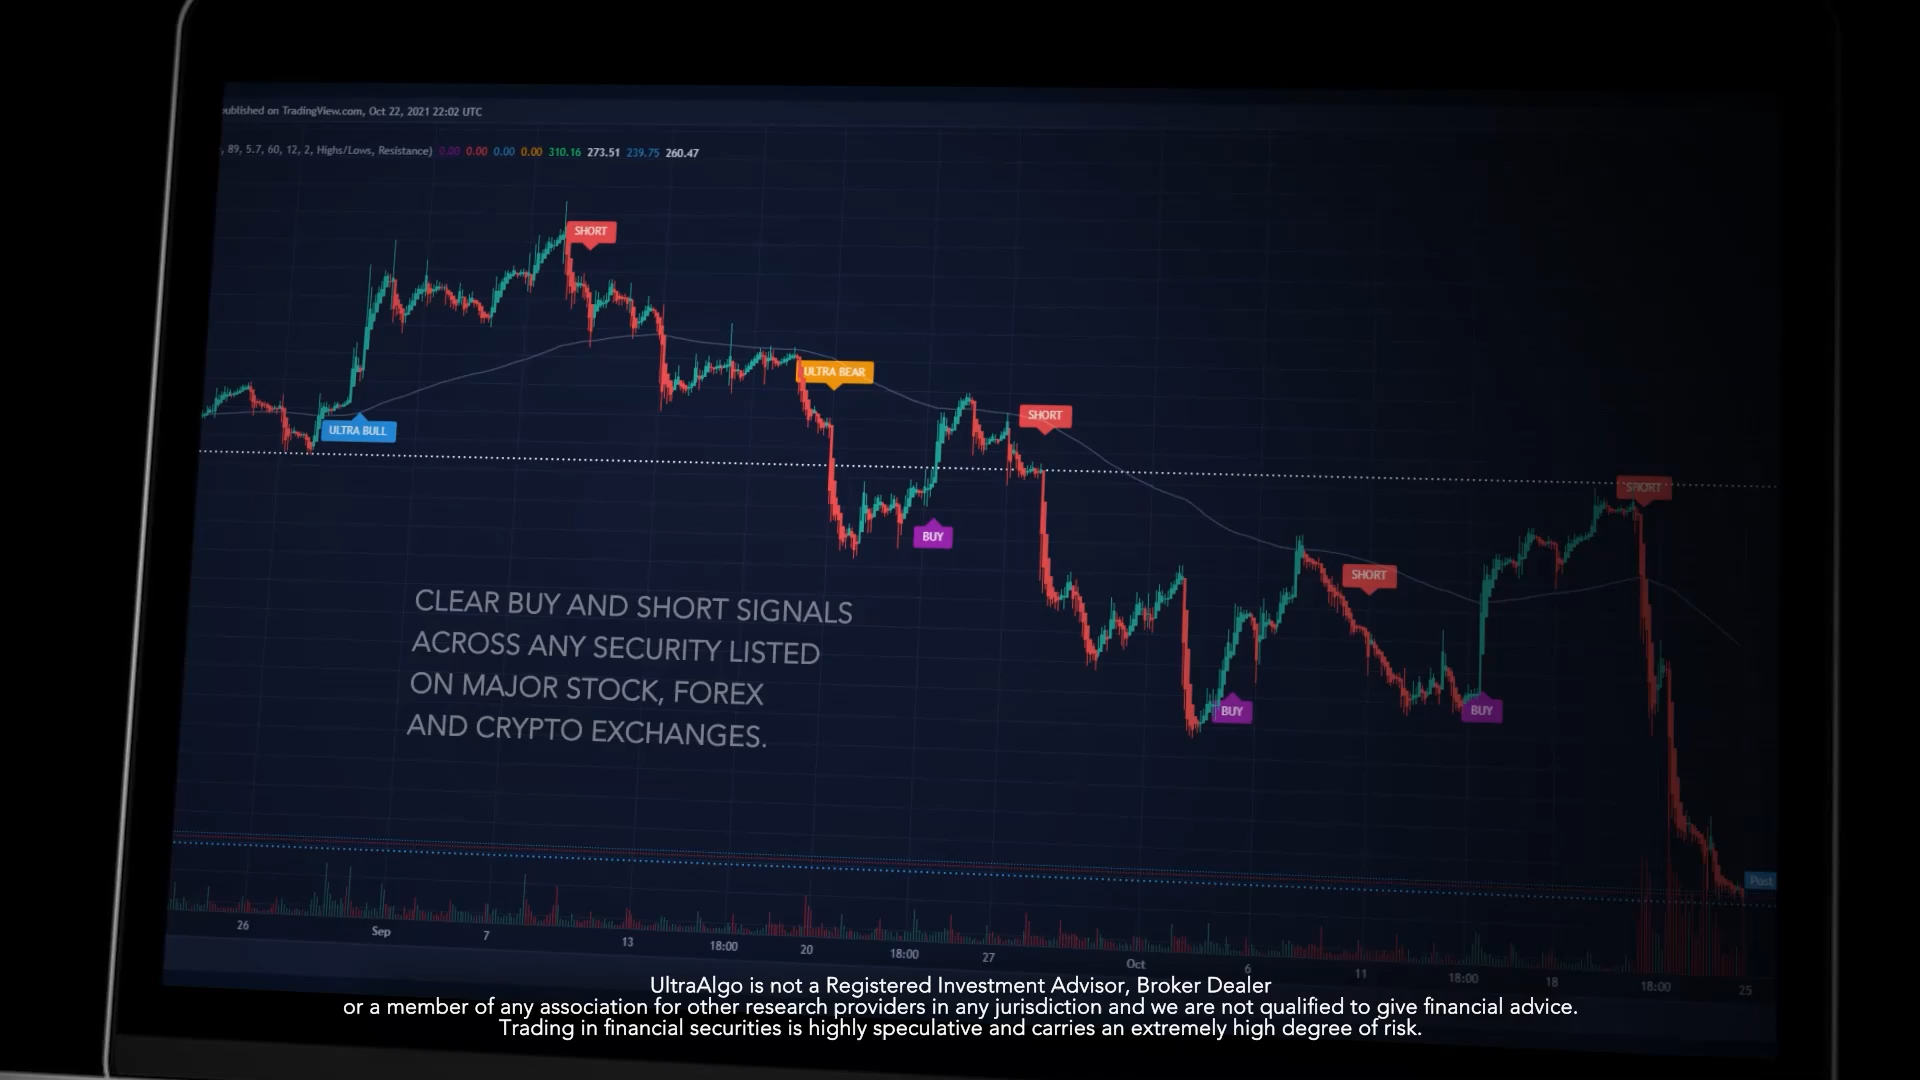 published on TradingView.com, Oct 22, 2021 22:02 UTC
, 89, 5.7, 60, 12, 2, Highs/Lows, Resistance) 0.00 0.00 0.00 0.00 310.16 273.51 239.75 260.47
SHORT
ULTRA BEAR
SHORT
ULTRA BULL
SHORT
BUY
SHORT
BUY
BUY
CLEAR BUY AND SHORT SIGNALS
ACROSS ANY SECURITY LISTED
ON MAJOR STOCK, FOREX
AND CRYPTO EXCHANGES.
Post
26 Sep 7 13 18:00 20 18:00 27 Oct 6 11 18:00 18 18:00 25
UltraAlgo is not a Registered Investment Advisor, Broker Dealer
or a member of any association for other research providers in any jurisdiction and we are not qualified to give financial advice.
Trading in financial securities is highly speculative and carries an extremely high degree of risk.